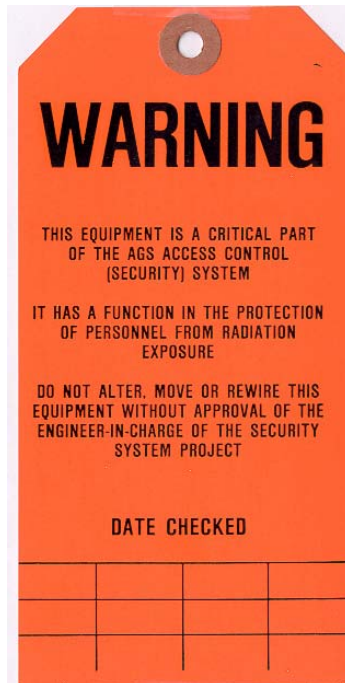 WARNING
THIS EQUIPMENT IS A CRITICAL PART
OF THE AGS ACCESS CONTROL
(SECURITY) SYSTEM
IT HAS A FUNCTION IN THE PROTECTION
OF PERSONNEL FROM RADIATION
EXPOSURE
DO NOT ALTER, MOVE OR REWIRE THIS
EQUIPMENT WITHOUT APPROVAL OF THE
ENGINEER-IN-CHARGE OF THE SECURITY
SYSTEM PROJECT
DATE CHECKED